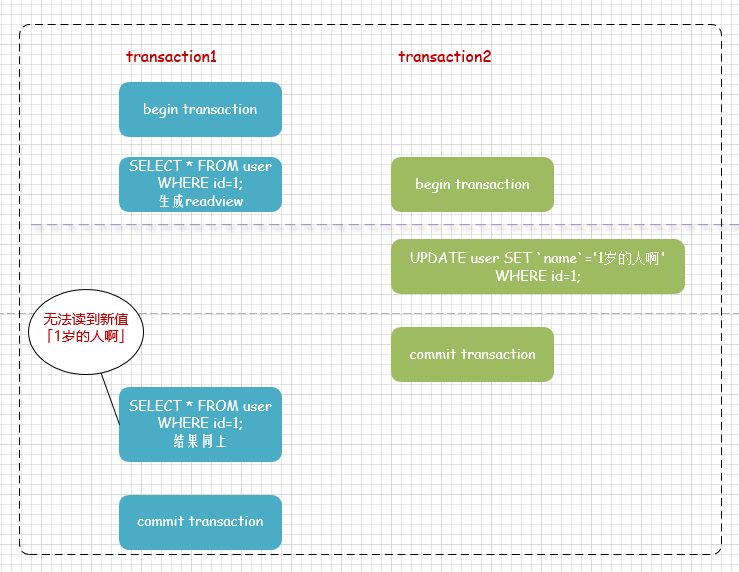 transaction1
transaction2
begin transaction
SELECT * FROM user
WHERE id=1;
生成readview
begin transaction
UPDATE user SET `name`='1岁的人啊'
WHERE id=1;
无法读到新值
「1岁的人啊」
commit transaction
SELECT * FROM user
WHERE id=1;
结果同上
commit transaction